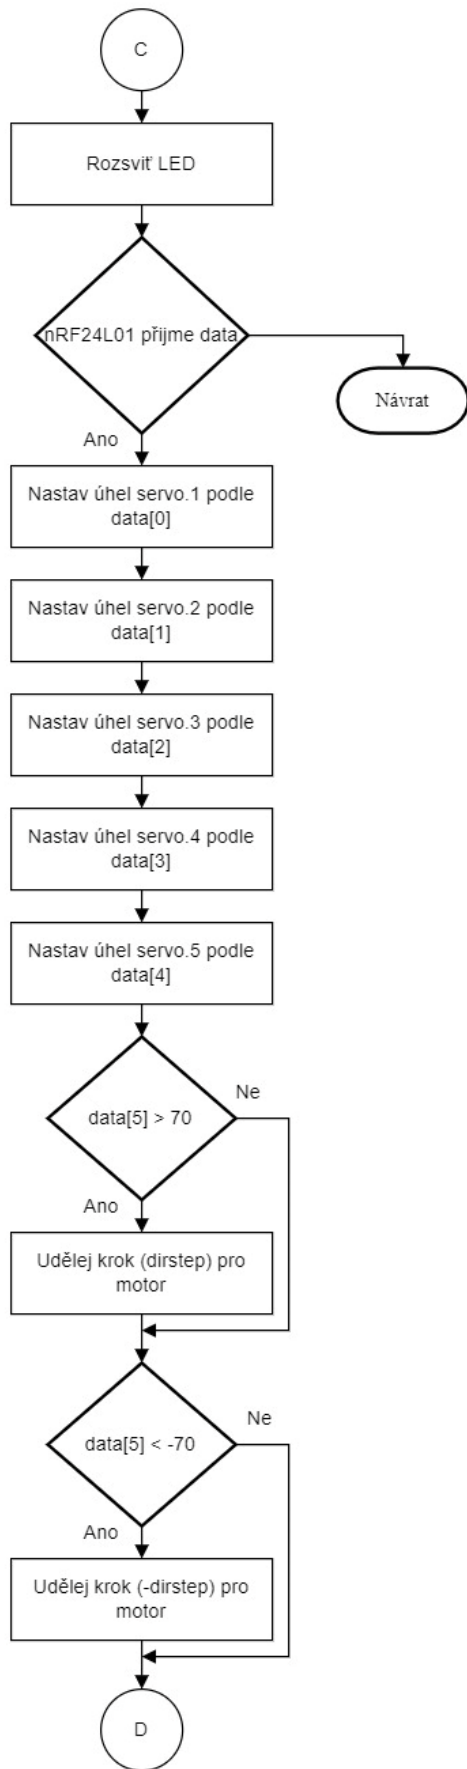 C
Rozsviť LED
nRF24L01 přijme data
Návrat
Ano
Nastav úhel servo.1 podle
data[0]
Nastav úhel servo.2 podle
data[1]
Nastav úhel servo.3 podle
data[2]
Nastav úhel servo.4 podle
data[3]
Nastav úhel servo.5 podle
data[4]
Ne
data[5] > 70
Ano
Udělej krok (dirstep) pro
motor
Ne
data[5] < -70
Ano
Udělej krok (-dirstep) pro
motor
D